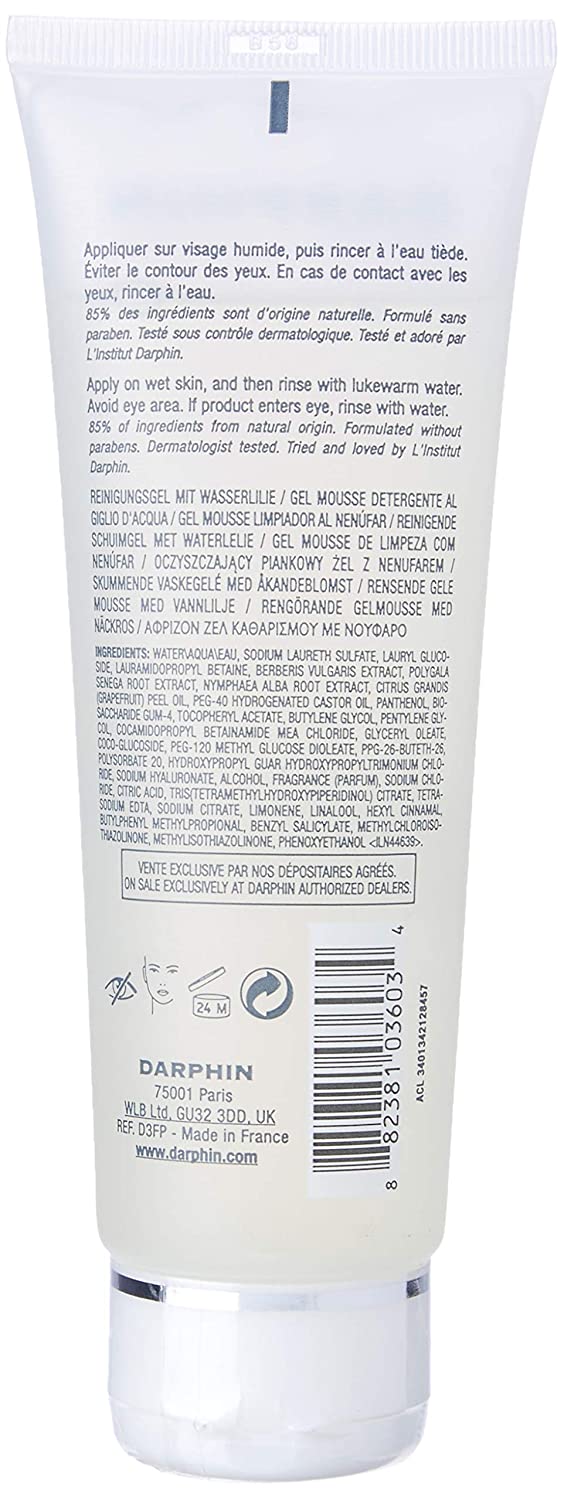 B58
Appliquer sur visage humide, puis rincer à l'eau tiède.
Éviter le contour des yeux. En cas de contact avec les
yeux, rincer à l'eau.
85% des ingrédients sont d'origine naturelle. Formulé sans
paraben. Testé sous contrôle dermatologique. Testé et adoré par
L'Institut Darphin.
Apply on wet skin, and then rinse with lukewarm water.
Avoid eye area. If product enters eye, rinse with water.
85% of ingredients from natural origin. Formulated without
parabens. Dermatologist tested. Tried and loved by L'Institut
Darphin.
REINIGUNGSGEL MIT WASSERLILIE / GEL MOUSSE DETERGENTE AL
GIGLIO D'ACQUA / GEL MOUSSE LIMPIADOR AL NENÚFAR / REINIGENDE
SCHUIMGEL MET WATERLELIE / GEL MOUSSE DE LIMPEZA COM
NENÚFAR / OCZYSZCZAJĄCY PIANKOWY ŻEL Z NENUFAREM /
SKUMMENDE VASKEGELÉ MED ÅKANDEBLOMST / RENSENDE GELE
MOUSSE MED VANNLILJE / RENGÖRANDE GELMOUSSE MED
NÄCKROS / ΑΦΡΙΖΟΝ ΖΕΛ ΚΑΘΑΡΙΣΜΟΥ ΜΕ ΝΟΥΦΑΡΟ
INGREDIENTS: WATER\AQUA\EAU, SODIUM LAURETH SULFATE, LAURYL GLUCO-
SIDE, LAURAMIDOPROPYL BETAINE, BERBERIS VULGARIS EXTRACT, POLYGALA
SENEGA ROOT EXTRACT, NYMPHAEA ALBA ROOT EXTRACT, CITRUS GRANDIS
(GRAPEFRUIT) PEEL OIL, PEG-40 HYDROGENATED CASTOR OIL, PANTHENOL, BIO-
SACCHARIDE GUM-4, TOCOPHERYL ACETATE, BUTYLENE GLYCOL, PENTYLENE GLY-
COL, COCAMIDOPROPYL BETAINAMIDE MEA CHLORIDE, GLYCERYL OLEATE,
COCO-GLUCOSIDE, PEG-120 METHYL GLUCOSE DIOLEATE, PPG-26-BUTETH-26,
POLYSORBATE 20, HYDROXYPROPYL GUAR HYDROXYPROPYLTRIMONIUM CHLO-
RIDE, SODIUM HYALURONATE, ALCOHOL, FRAGRANCE (PARFUM), SODIUM CHLO-
RIDE, CITRIC ACID, TRIS(TETRAMETHYLHYDROXYPIPERIDINOL) CITRATE, TETRA-
SODIUM EDTA, SODIUM CITRATE, LIMONENE, LINALOOL, HEXYL CINNAMAL,
BUTYLPHENYL METHYLPROPIONAL, BENZYL SALICYLATE, METHYLCHLOROISO-
THIAZOLINONE, METHYLISOTHIAZOLINONE, PHENOXYETHANOL <ILN44639>.
VENTE EXCLUSIVE PAR NOS DÉPOSITAIRES AGRÉÉS.
ON SALE EXCLUSIVELY AT DARPHIN AUTHORIZED DEALERS.
24 M
DARPHIN
75001 Paris
WLB Ltd, GU32 3DD, UK
REF. D3FP - Made in France
www.darphin.com
8 82381 03603 4
ACL 3401342128457